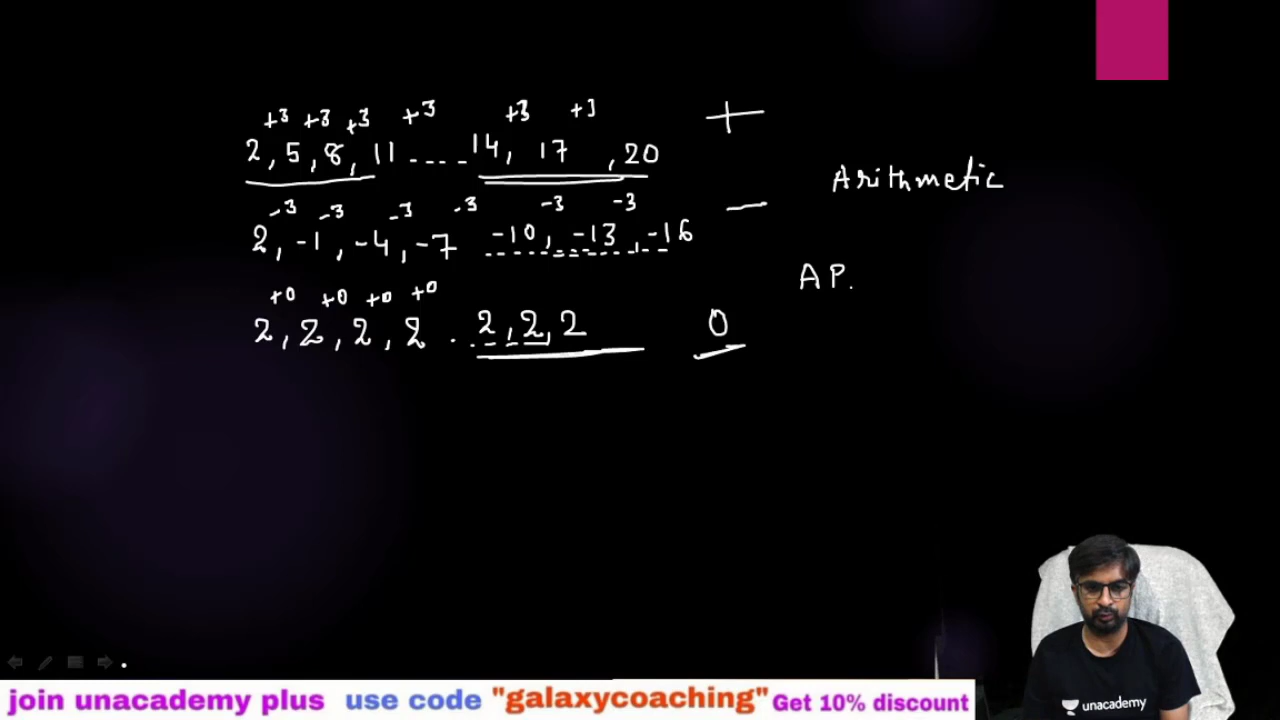 +3 +3 +3 +3 +3 +3
2, 5, 8, 11 .... 14, 17, 20 +
Arithmetic
-3 -3 -3 -3 -3 -3
2, -1, -4, -7 -10, -13, -16 —
AP.
+0 +0 +0 +0
2, 2, 2, 2 .. 2, 2, 2 0
unacademy
join unacademy plus use code "galaxycoaching" Get 10% discount